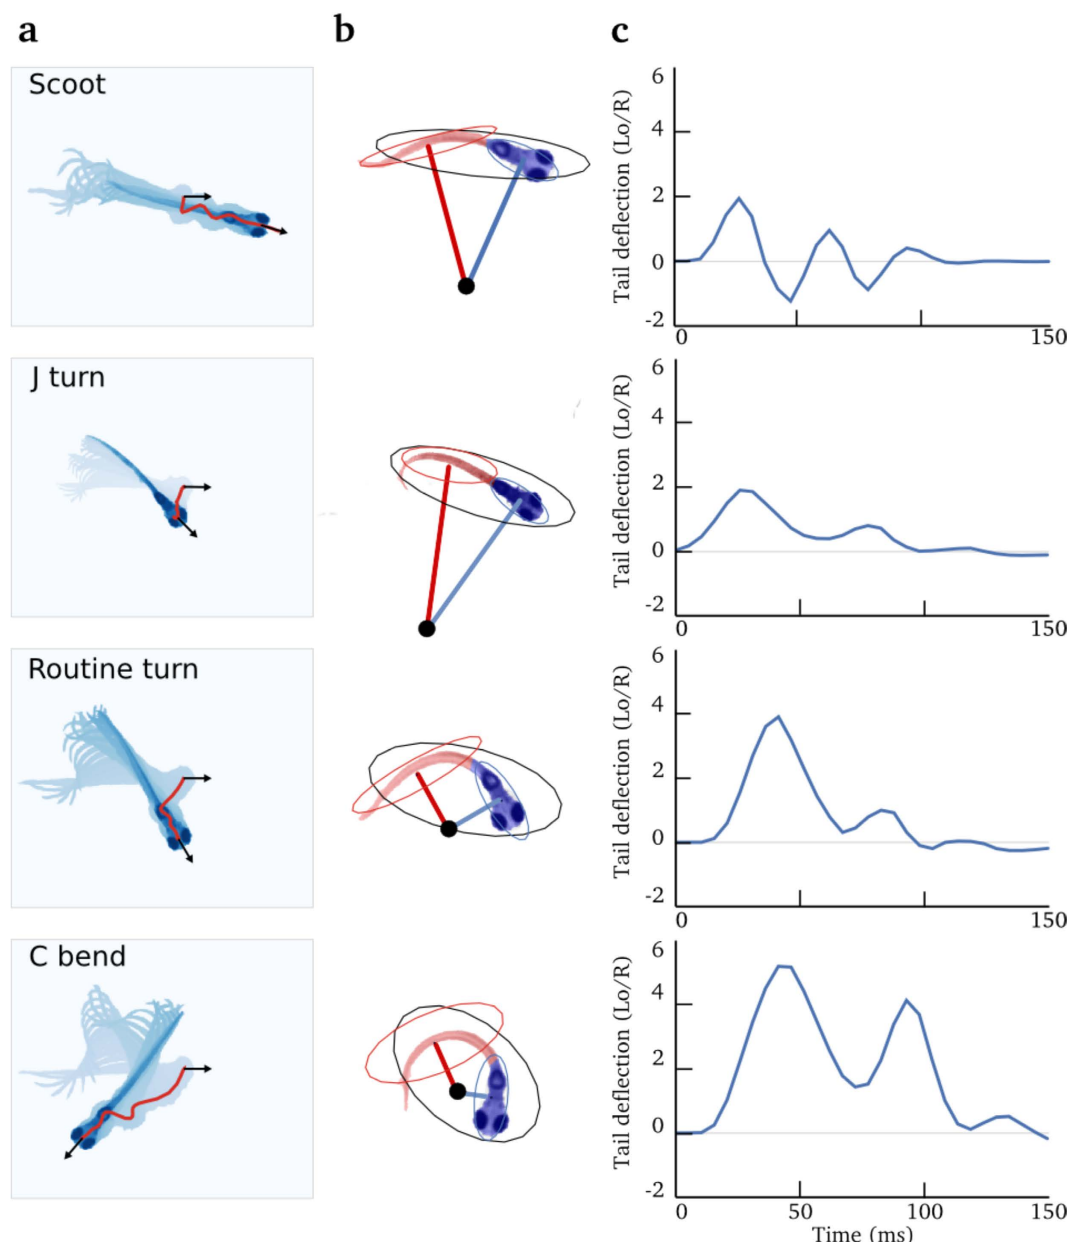 a b c
Scoot
Tail deflection (Lo/R)
6
4
2
0
-2
0 150
J turn
Tail deflection (Lo/R)
6
4
2
0
-2
0 150
Routine turn
Tail deflection (Lo/R)
6
4
2
0
-2
0 150
C bend
Tail deflection (Lo/R)
6
4
2
0
-2
0 50 100 150
Time (ms)